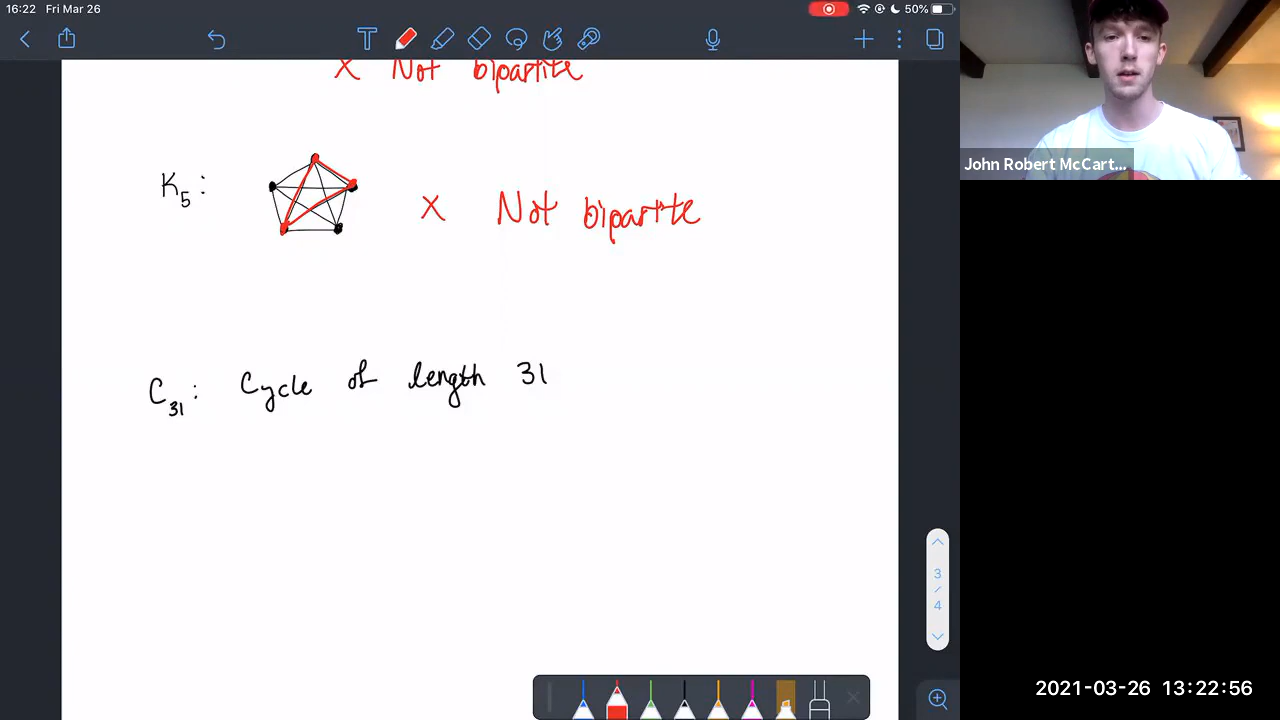 16:22 Fri Mar 26
50%
X Not bipartite
K5:
X Not bipartite
C31: Cycle of length 31
3
/
4
John Robert McCart...
2021-03-26 13:22:56